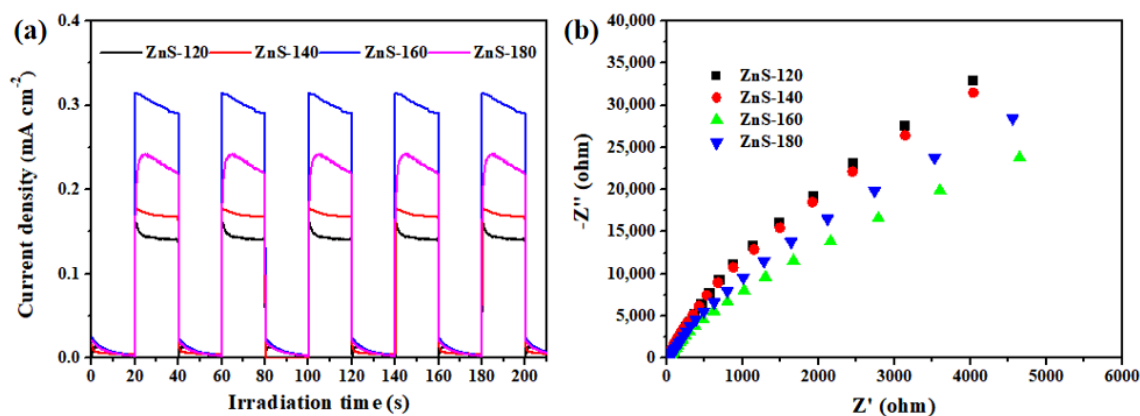 (a)
ZnS-120 ZnS-140 ZnS-160 ZnS-180
Current density (mA cm⁻²)
0.4
0.3
0.2
0.1
0.0
0 20 40 60 80 100 120 140 160 180 200
Irradiation time (s)
(b)
ZnS-120
ZnS-140
ZnS-160
ZnS-180
-Z'' (ohm)
40,000
35,000
30,000
25,000
20,000
15,000
10,000
5,000
0
0 1000 2000 3000 4000 5000 6000
Z' (ohm)